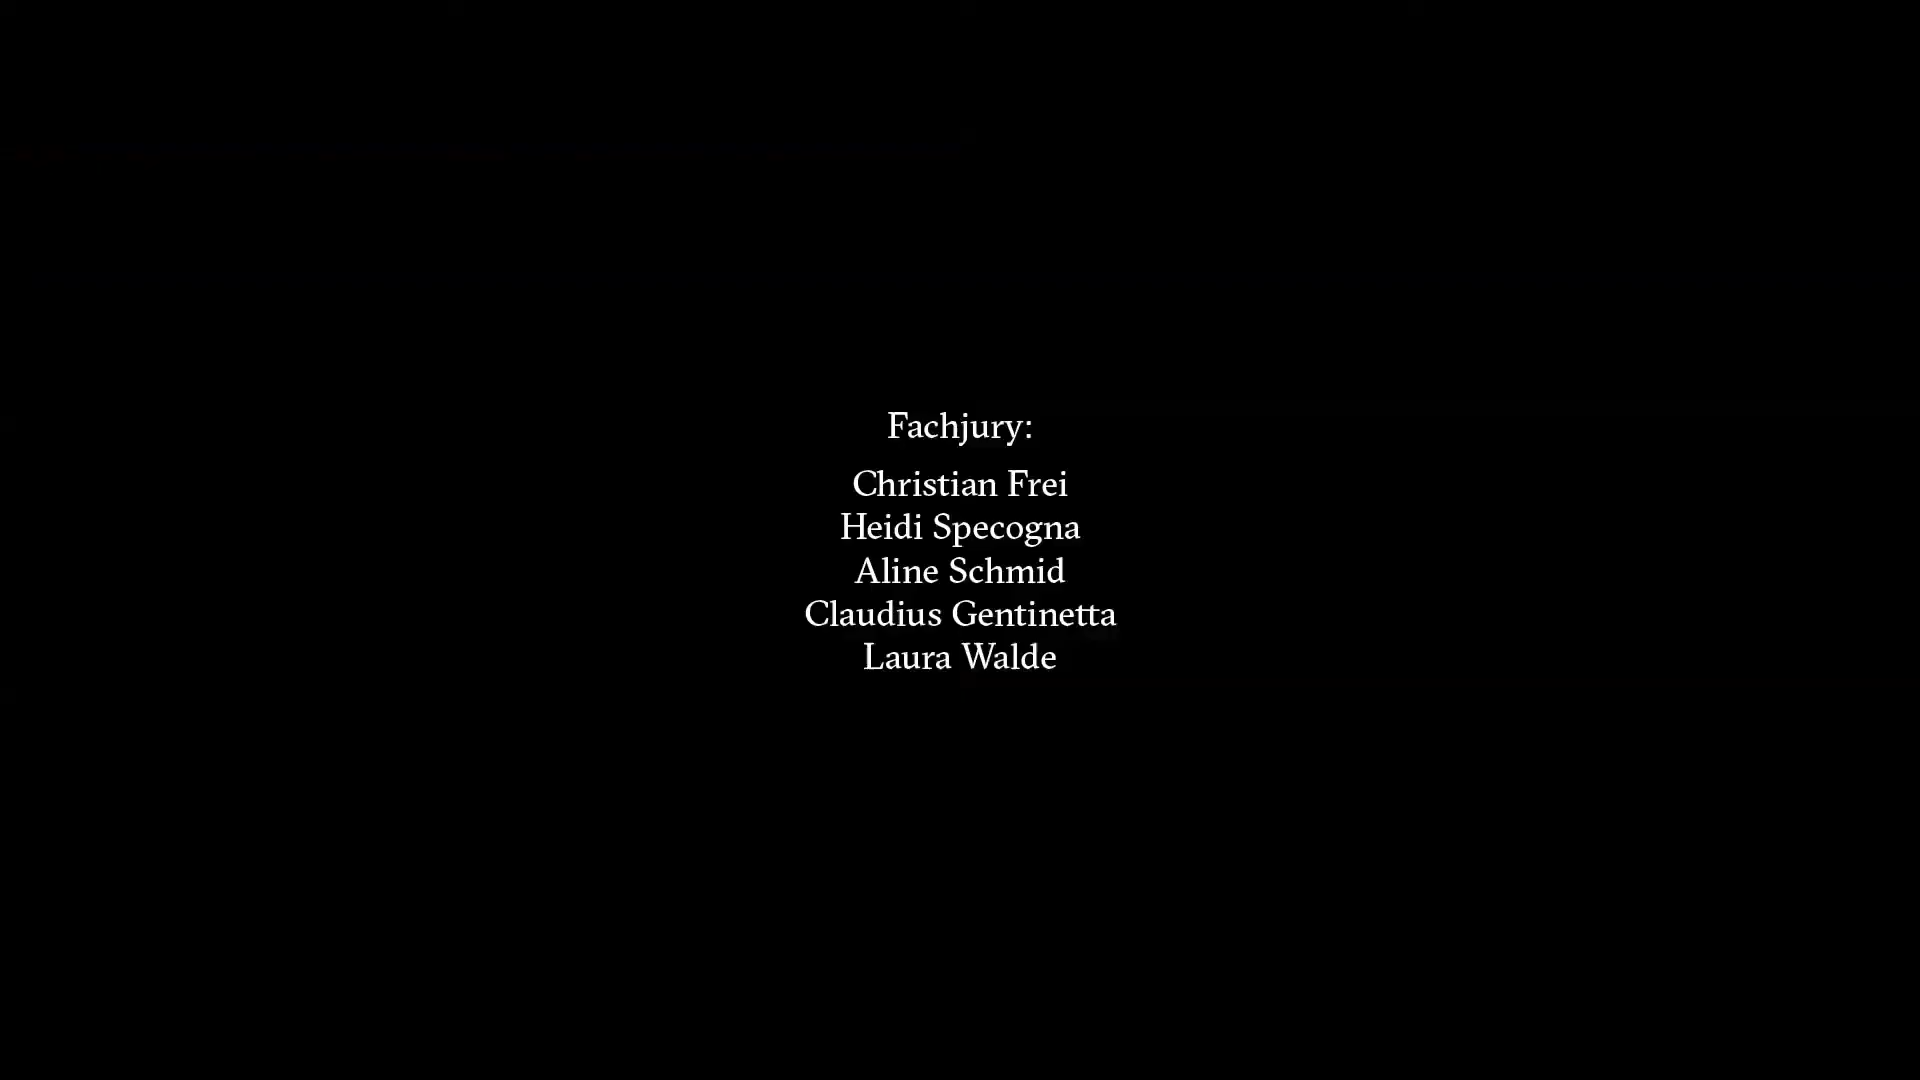 Fachjury:
Christian Frei
Heidi Specogna
Aline Schmid
Claudius Gentinetta
Laura Walde